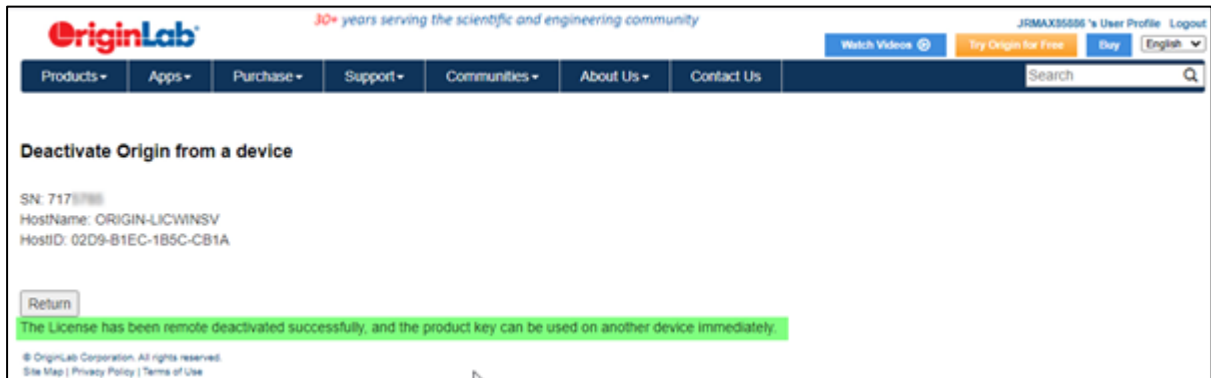 OriginLab
30+ years serving the scientific and engineering community
JRMAX85886 's User Profile Logout
Watch Videos
Try Origin for Free
Buy
English
Products
Apps
Purchase
Support
Communities
About Us
Contact Us
Search
Deactivate Origin from a device
SN: 717
HostName: ORIGIN-LICWINSV
HostID: 02D9-B1EC-1B5C-CB1A
Return
The License has been remote deactivated successfully, and the product key can be used on another device immediately.
© OriginLab Corporation. All rights reserved.
Site Map | Privacy Policy | Terms of Use